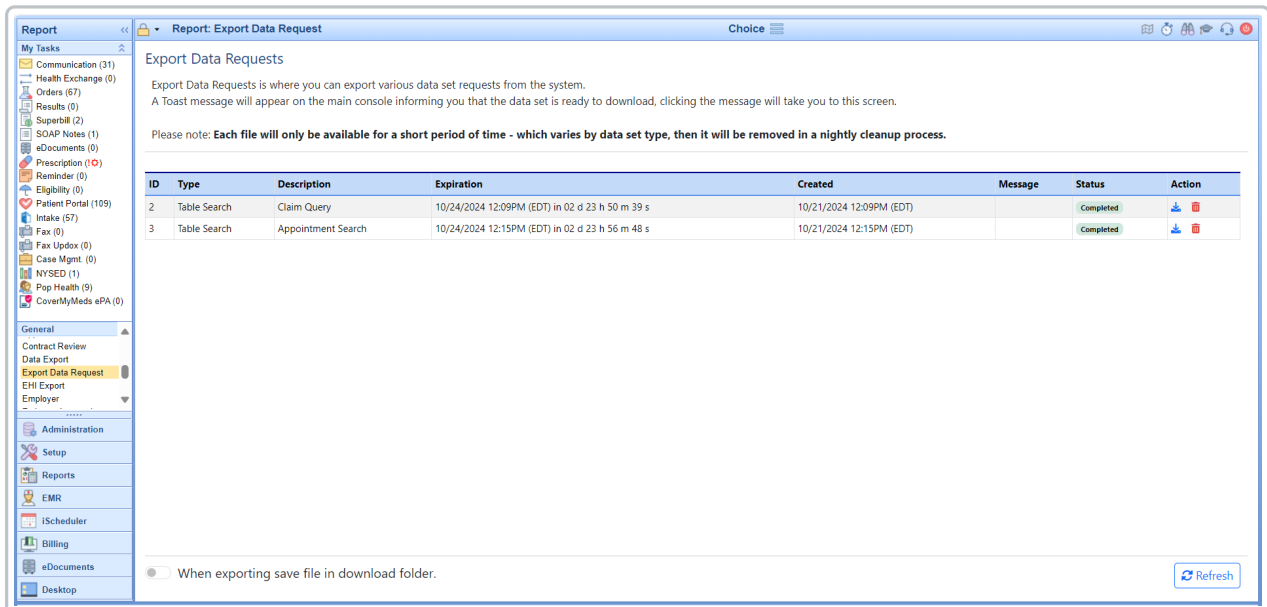 Report «
Report: Export Data Request
Choice
My Tasks
Communication (31)
Health Exchange (0)
Orders (67)
Results (0)
Superbill (2)
SOAP Notes (1)
eDocuments (0)
Prescription (!✪)
Reminder (0)
Eligibility (0)
Patient Portal (109)
Intake (57)
Fax (0)
Fax Updox (0)
Case Mgmt. (0)
NYSED (1)
Pop Health (9)
CoverMyMeds ePA (0)
General
Contract Review
Data Export
Export Data Request
EHI Export
Employer
Administration
Setup
Reports
EMR
iScheduler
Billing
eDocuments
Desktop
Export Data Requests
Export Data Requests is where you can export various data set requests from the system.
A Toast message will appear on the main console informing you that the data set is ready to download, clicking the message will take you to this screen.
Please note: Each file will only be available for a short period of time - which varies by data set type, then it will be removed in a nightly cleanup process.
ID Type Description Expiration Created Message Status Action
2 Table Search Claim Query 10/24/2024 12:09PM (EDT) in 02 d 23 h 50 m 39 s 10/21/2024 12:09PM (EDT) Completed
3 Table Search Appointment Search 10/24/2024 12:15PM (EDT) in 02 d 23 h 56 m 48 s 10/21/2024 12:15PM (EDT) Completed
When exporting save file in download folder.
Refresh